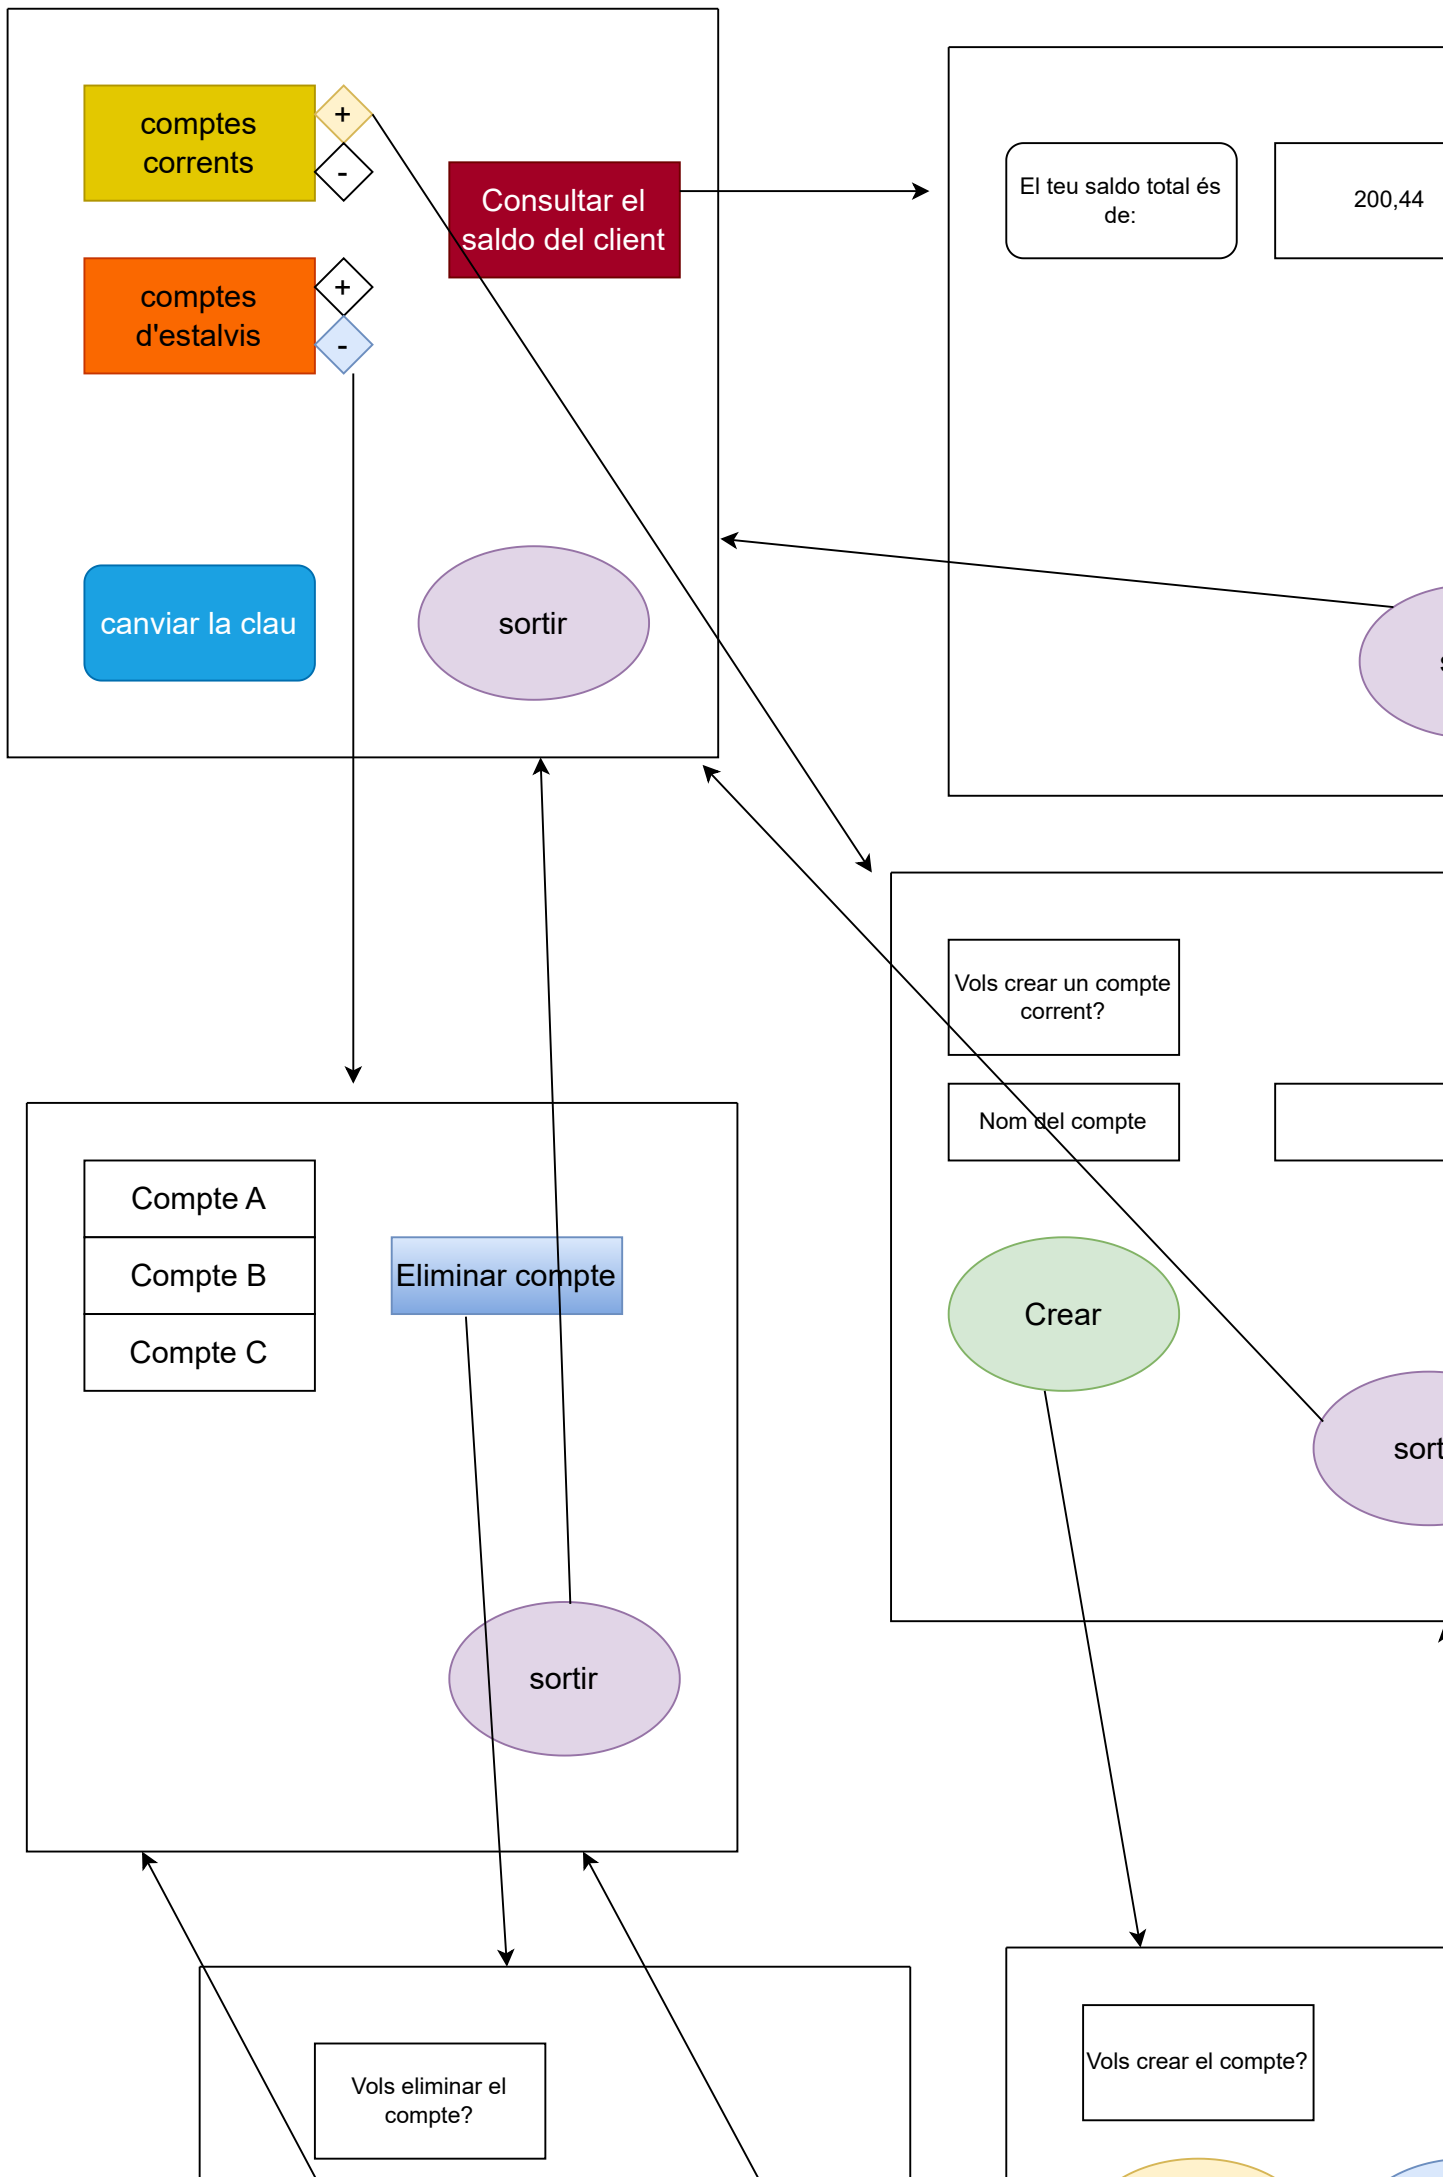 comptes
corrents
+
-
Consultar el
saldo del client
comptes
d'estalvis
+
-
canviar la clau
sortir
El teu saldo total és
de:
200,44
Vols crear un compte
corrent?
Nom del compte
Crear
sort
Compte A
Compte B
Compte C
Eliminar compte
sortir
Vols eliminar el
compte?
Vols crear el compte?